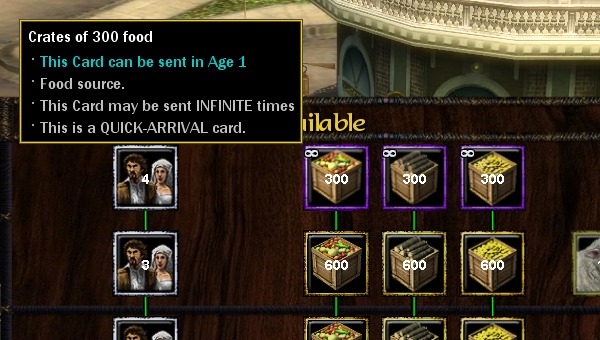 Crates of 300 food
· This Card can be sent in Age 1
· Food source.
· This Card may be sent INFINITE times
· This is a QUICK-ARRIVAL card.
ailable
4 ∞ 300 ∞ 300 ∞ 300
3 600 600 600